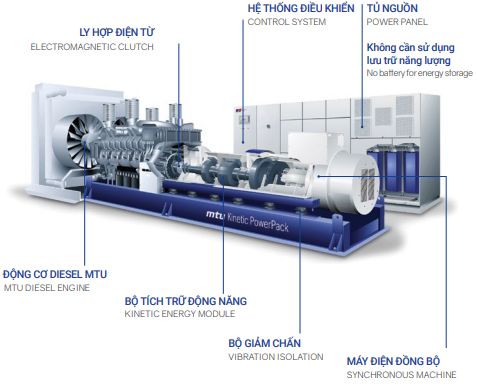 LY HỢP ĐIỆN TỪ
ELECTROMAGNETIC CLUTCH
HỆ THỐNG ĐIỀU KHIỂN
CONTROL SYSTEM
TỦ NGUỒN
POWER PANEL
Không cần sử dụng
lưu trữ năng lượng
No battery for energy storage
mtu Kinetic PowerPack
ĐỘNG CƠ DIESEL MTU
MTU DIESEL ENGINE
BỘ TÍCH TRỮ ĐỘNG NĂNG
KINETIC ENERGY MODULE
BỘ GIẢM CHẤN
VIBRATION ISOLATION
MÁY ĐIỆN ĐỒNG BỘ
SYNCHRONOUS MACHINE